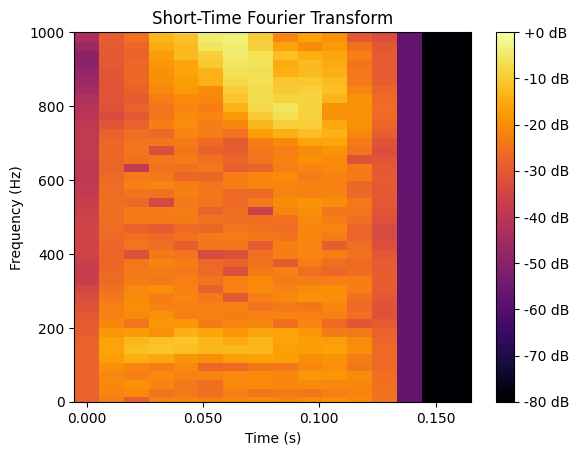 Short-Time Fourier Transform
1000
800
600
400
200
0
Frequency (Hz)
0.000
0.050
0.100
0.150
Time (s)
+0 dB
-10 dB
-20 dB
-30 dB
-40 dB
-50 dB
-60 dB
-70 dB
-80 dB